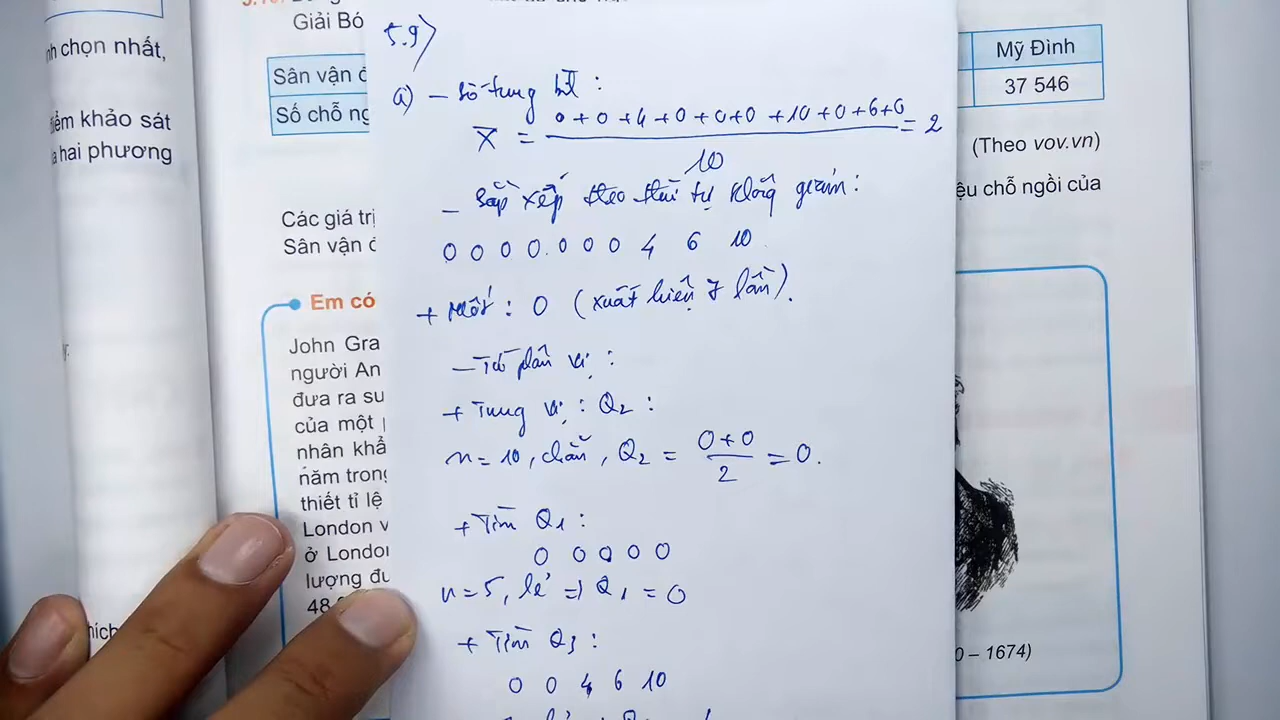 nh chọn nhất,
iểm khảo sát
a hai phương
Giải Bó
Sân vận đ
Số chỗ ng
Mỹ Đình
37 546
(Theo vov.vn)
ệu chỗ ngồi của
Các giá trị
Sân vận đ
Em có
John Gra
người An
đưa ra su
của một
nhân khẩ
năm trong
thiết tỉ lệ
London v
ở Londo
lượng đư
48
hích
0 – 1674)
5.9)
a) – Số trung bì :
X̄ = 0 + 0 + 4 + 0 + 0 + 0 + 10 + 0 + 6 + 0 / 10 = 2
– Sắp xếp theo thứ tự không giảm :
0 0 0 0 0 0 0 4 6 10
+ Mốt : 0 (xuất hiện 7 lần).
– Tứ phân vị :
+ Trung vị : Q2 :
n = 10, chẵn, Q2 = 0 + 0 / 2 = 0.
+ Tìm Q1 :
0 0 0 0 0
n = 5, lẻ => Q1 = 0
+ Tìm Q3 :
0 0 4 6 10